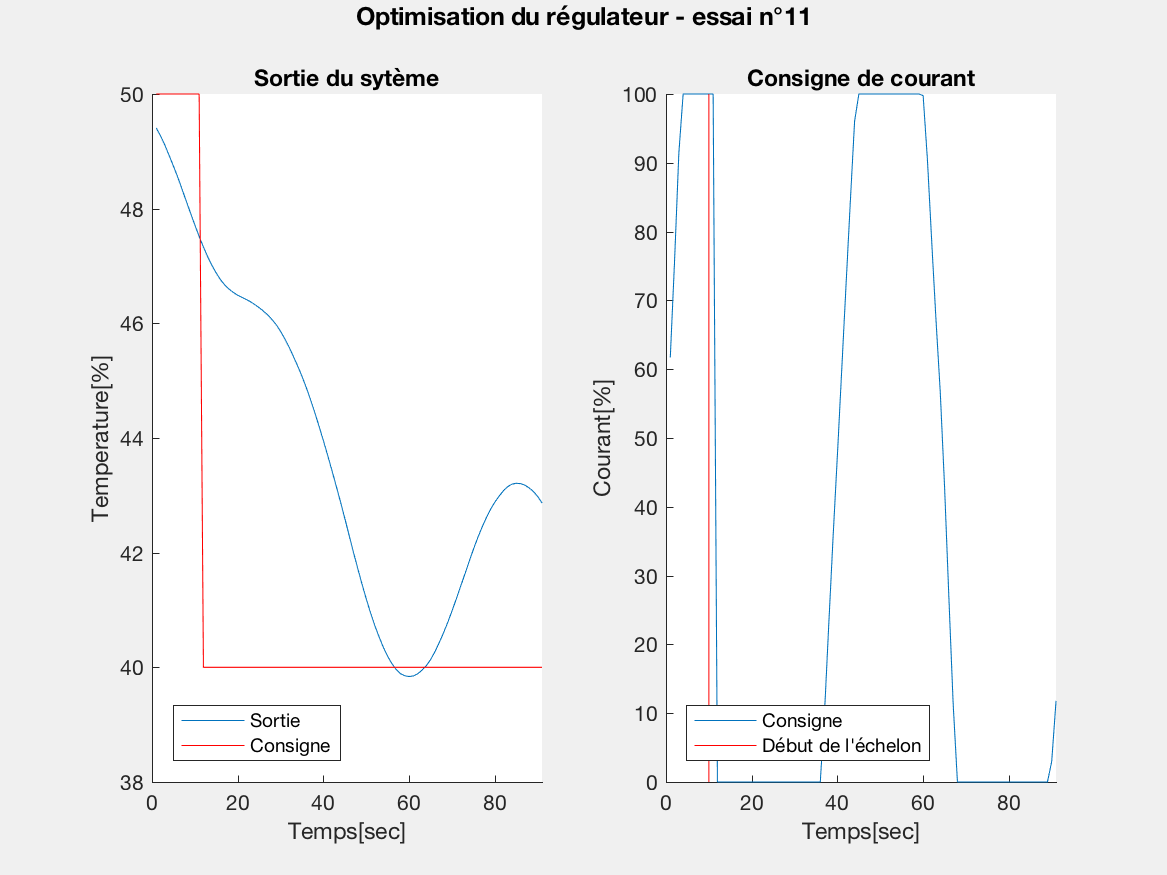 Optimisation du régulateur - essai n°11
Sortie du sytème
50
48
46
44
42
40
38
Temperature[%]
0 20 40 60 80
Temps[sec]
Sortie
Consigne
Consigne de courant
100
90
80
70
60
50
40
30
20
10
0
Courant[%]
0 20 40 60 80
Temps[sec]
Consigne
Début de l'échelon